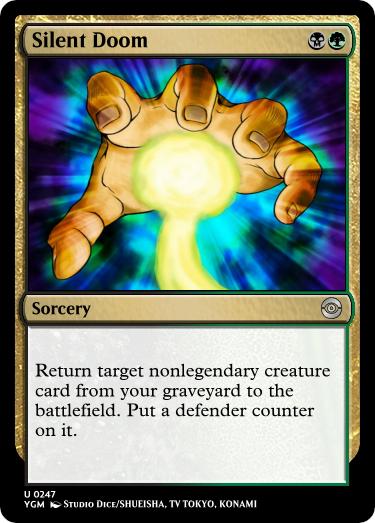 Silent Doom
Sorcery
Return target nonlegendary creature
card from your graveyard to the
battlefield. Put a defender counter
on it.
U 0247
YGM Studio Dice/SHUEISHA, TV TOKYO, KONAMI